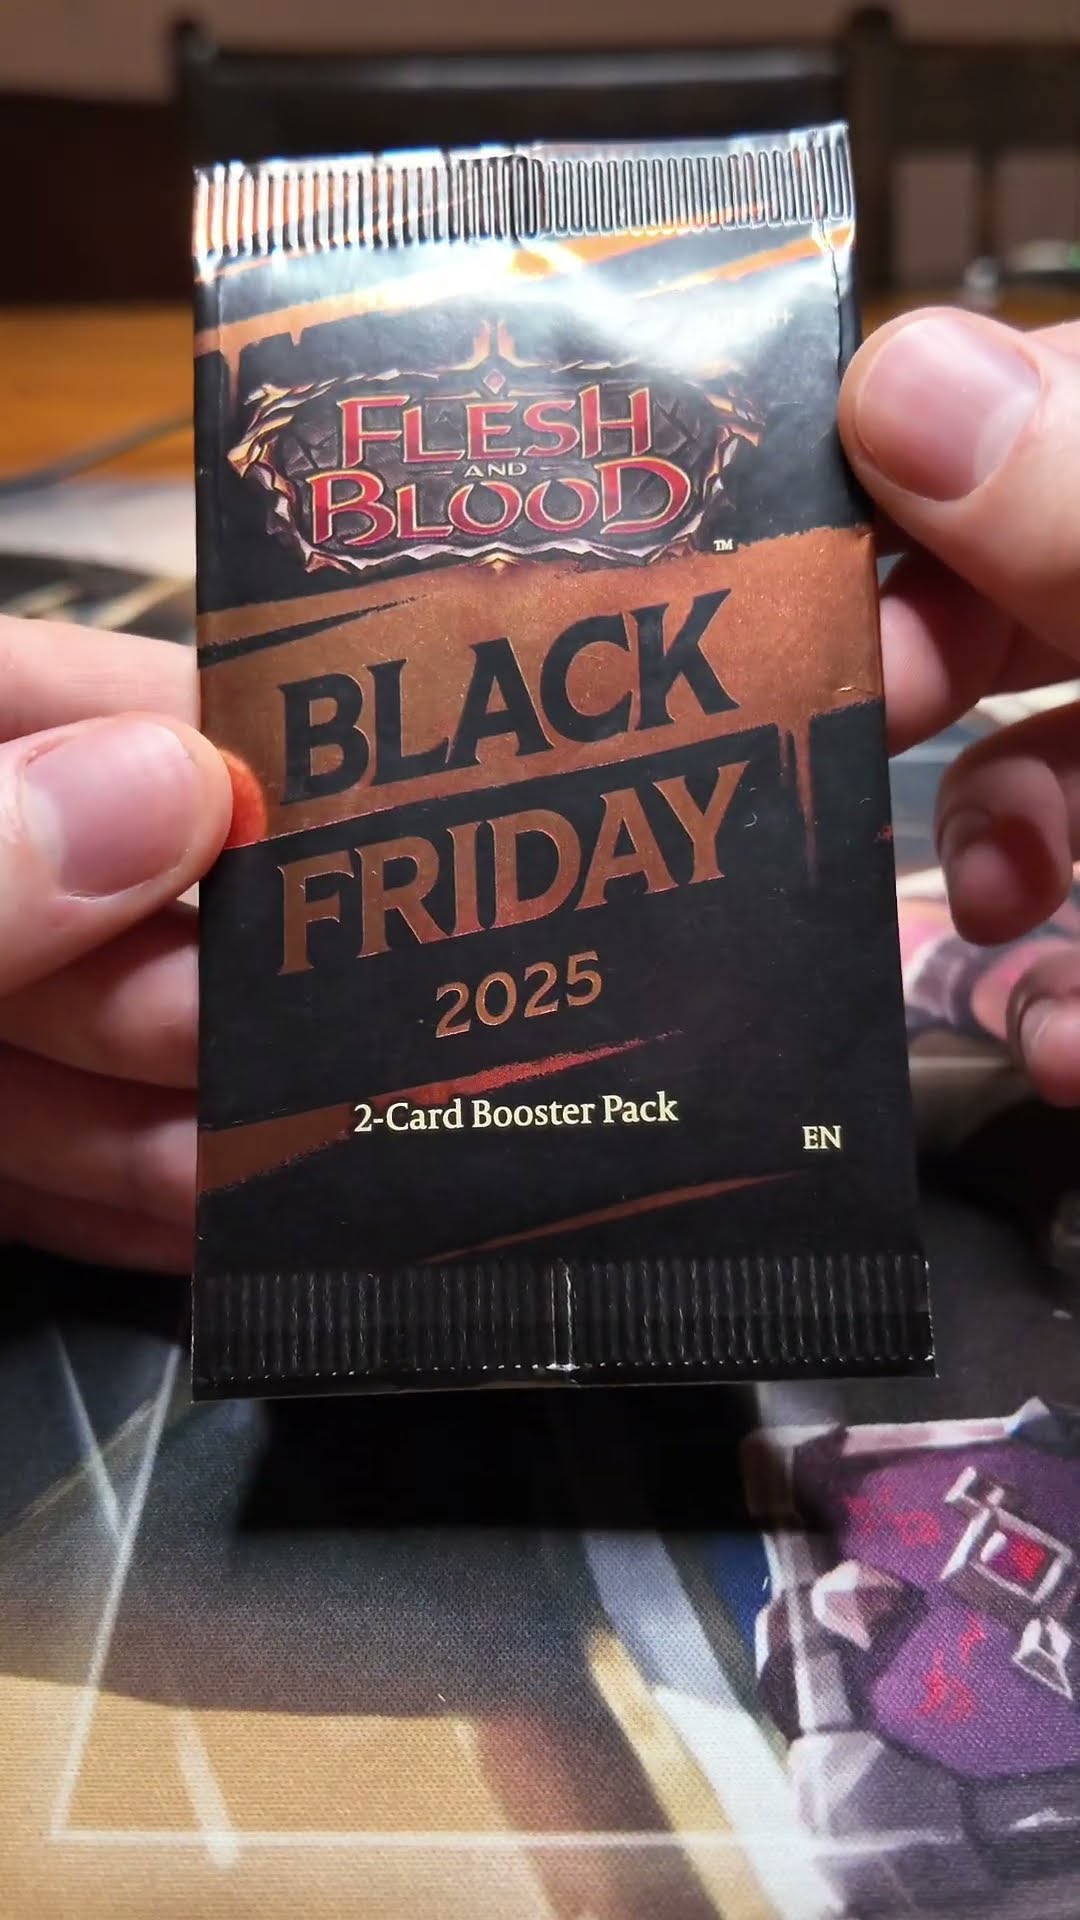 FLESH
AND
BLOOD
TM
BLACK
FRIDAY
2025
2-Card Booster Pack
EN